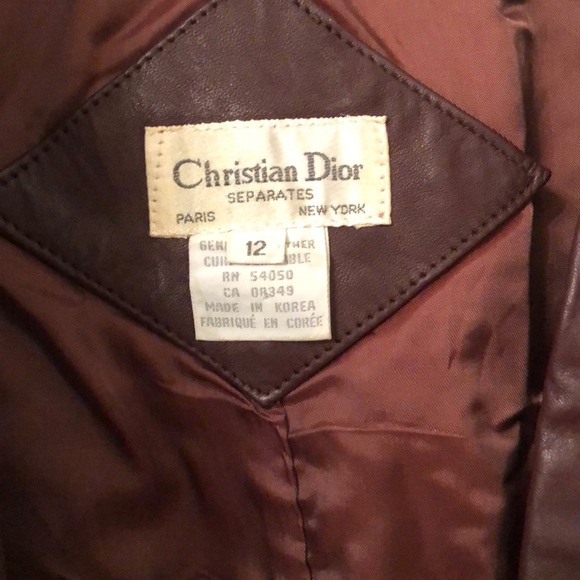 Christian Dior
SEPARATES
PARIS NEW YORK
12
RN 54050
CA 08349
MADE IN KOREA
FABRIQUÉ EN CORÉE